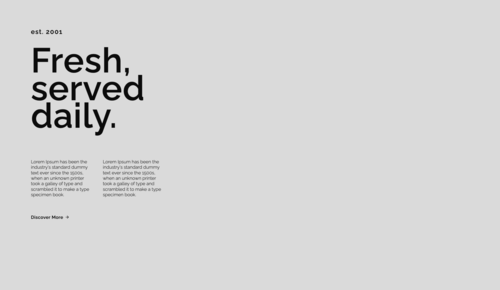 est. 2001
Fresh,
served
daily.
Lorem Ipsum has been the
industry's standard dummy
text ever since the 1500s,
when an unknown printer
took a galley of type and
scrambled it to make a type
specimen book.
Lorem Ipsum has been the
industry's standard dummy
text ever since the 1500s,
when an unknown printer
took a galley of type and
scrambled it to make a type
specimen book.
Discover More →